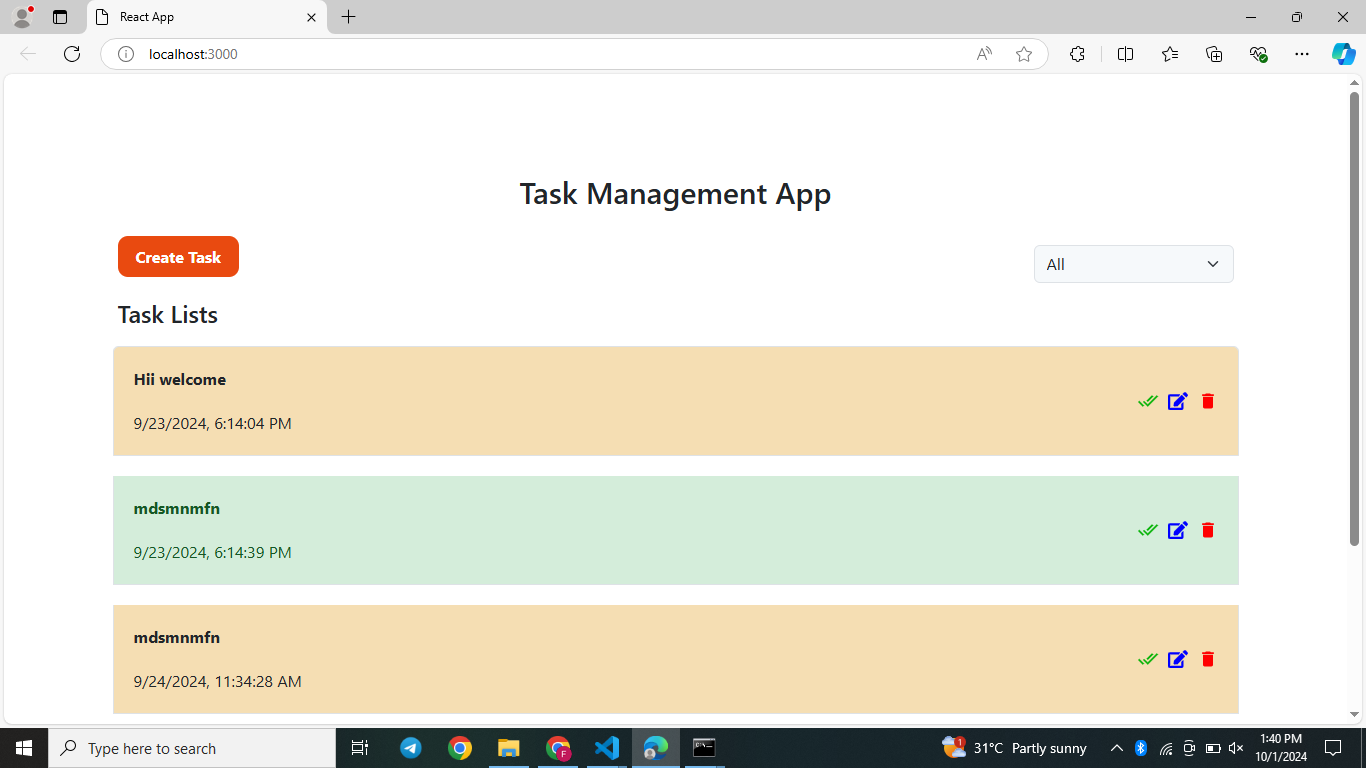 React App
localhost:3000
Task Management App
Create Task
All
Task Lists
Hii welcome
9/23/2024, 6:14:04 PM
mdsmnmfn
9/23/2024, 6:14:39 PM
mdsmnmfn
9/24/2024, 11:34:28 AM
Type here to search
1
31°C Partly sunny
1:40 PM
10/1/2024